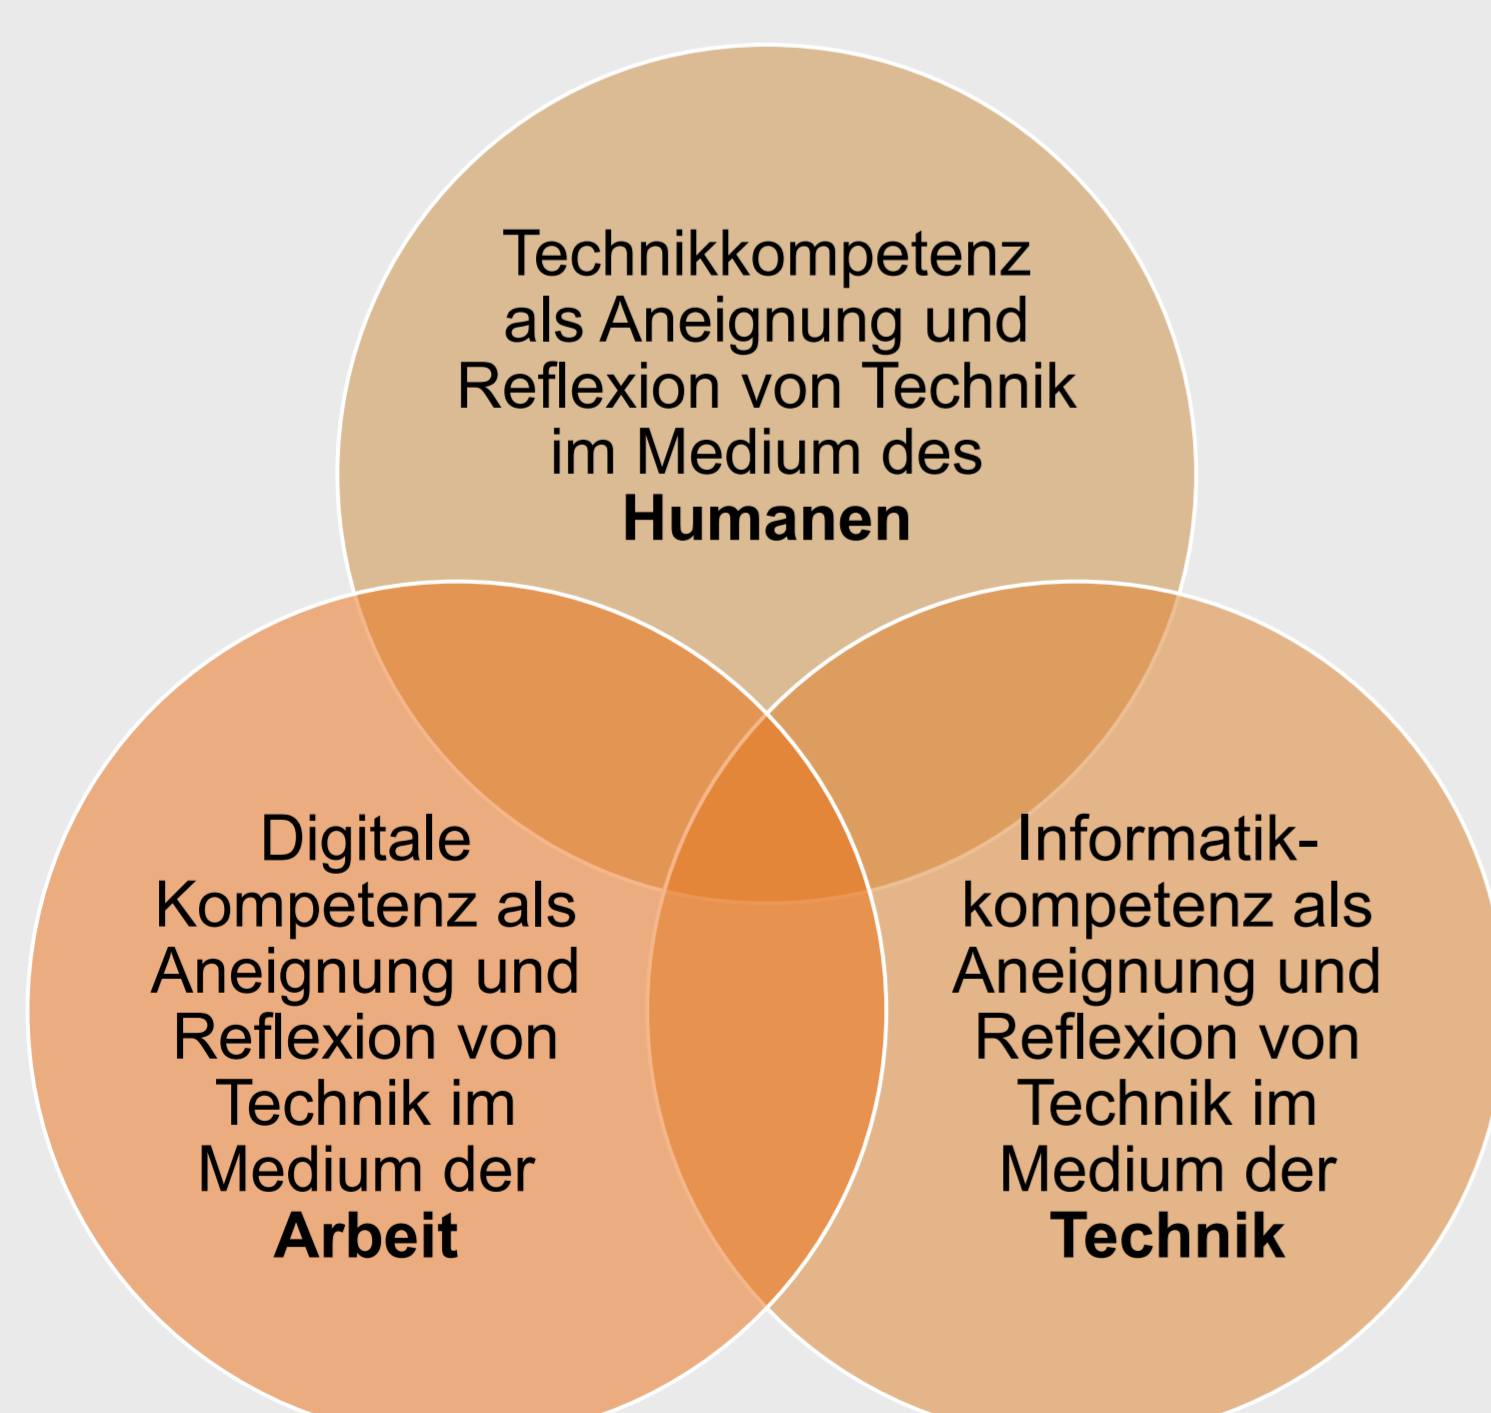 Technikkompetenz
als Aneignung und
Reflexion von Technik
im Medium des
Humanen
Digitale
Kompetenz als
Aneignung und
Reflexion von
Technik im
Medium der
Arbeit
Informatik-
kompetenz als
Aneignung und
Reflexion von
Technik im
Medium der
Technik